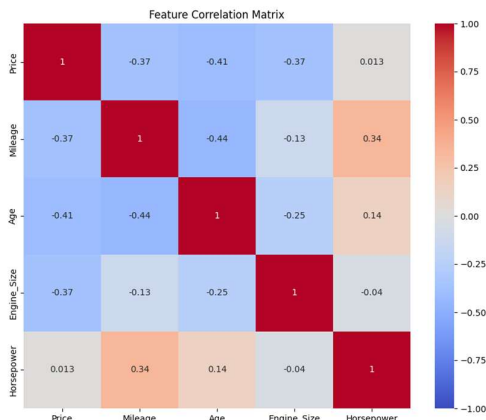 Feature Correlation Matrix
Price 1 -0.37 -0.41 -0.37 0.013
Mileage -0.37 1 -0.44 -0.13 0.34
Age -0.41 -0.44 1 -0.25 0.14
Engine_Size -0.37 -0.13 -0.25 1 -0.04
Horsepower 0.013 0.34 0.14 -0.04 1
Price Mileage Age Engine_Size Horsepower
1.00
0.75
0.50
0.25
0.00
−0.25
−0.50
−0.75
−1.00